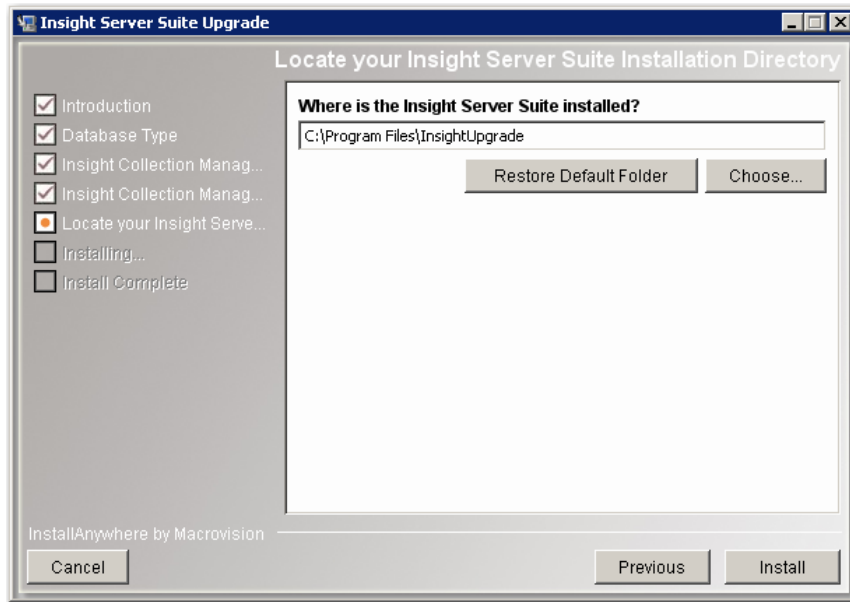 Insight Server Suite Upgrade
Locate your Insight Server Suite Installation Directory
Introduction
Database Type
Insight Collection Manag...
Insight Collection Manag...
Locate your Insight Serve...
Installing...
Install Complete
Where is the Insight Server Suite installed?
C:\Program Files\InsightUpgrade
Restore Default Folder
Choose...
InstallAnywhere by Macrovision
Cancel
Previous
Install